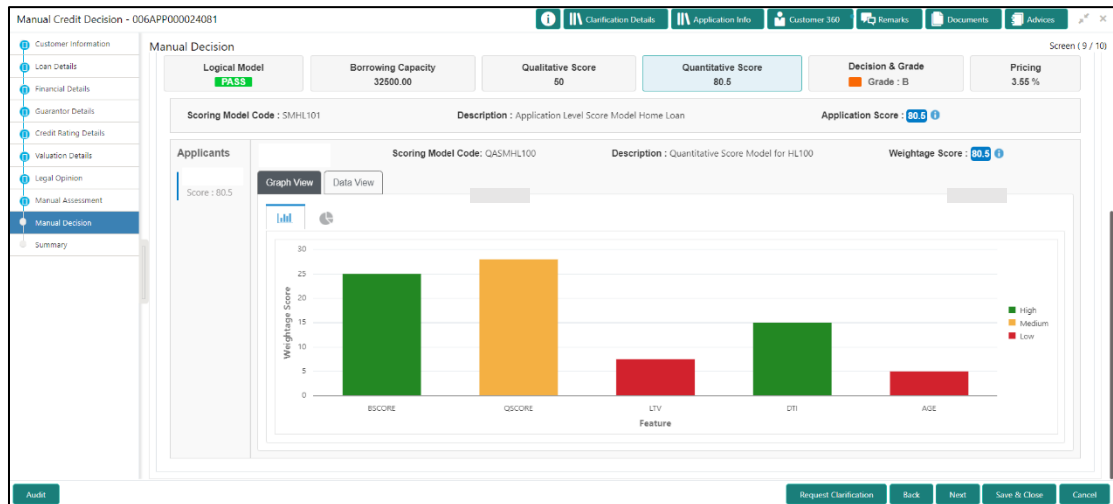 Manual Credit Decision - 006APP000024081
Clarification Details
Application Info
Customer 360
Remarks
Documents
Advices
Customer Information
Loan Details
Financial Details
Guarantor Details
Credit Rating Details
Valuation Details
Legal Opinion
Manual Assessment
Manual Decision
Summary
Manual Decision
Screen ( 9 / 10)
Logical Model
PASS
Borrowing Capacity
32500.00
Qualitative Score
50
Quantitative Score
80.5
Decision & Grade
Grade : B
Pricing
3.55 %
Scoring Model Code : SMHL101
Description : Application Level Score Model Home Loan
Application Score : 80.5
Applicants
Score : 80.5
Scoring Model Code: QASMHL100
Description : Quantitative Score Model for HL100
Weightage Score : 80.5
Graph View
Data View
30
25
20
15
10
5
0
Weightage Score
BSCORE
QSCORE
LTV
DTI
AGE
Feature
High
Medium
Low
Audit
Request Clarification
Back
Next
Save & Close
Cancel